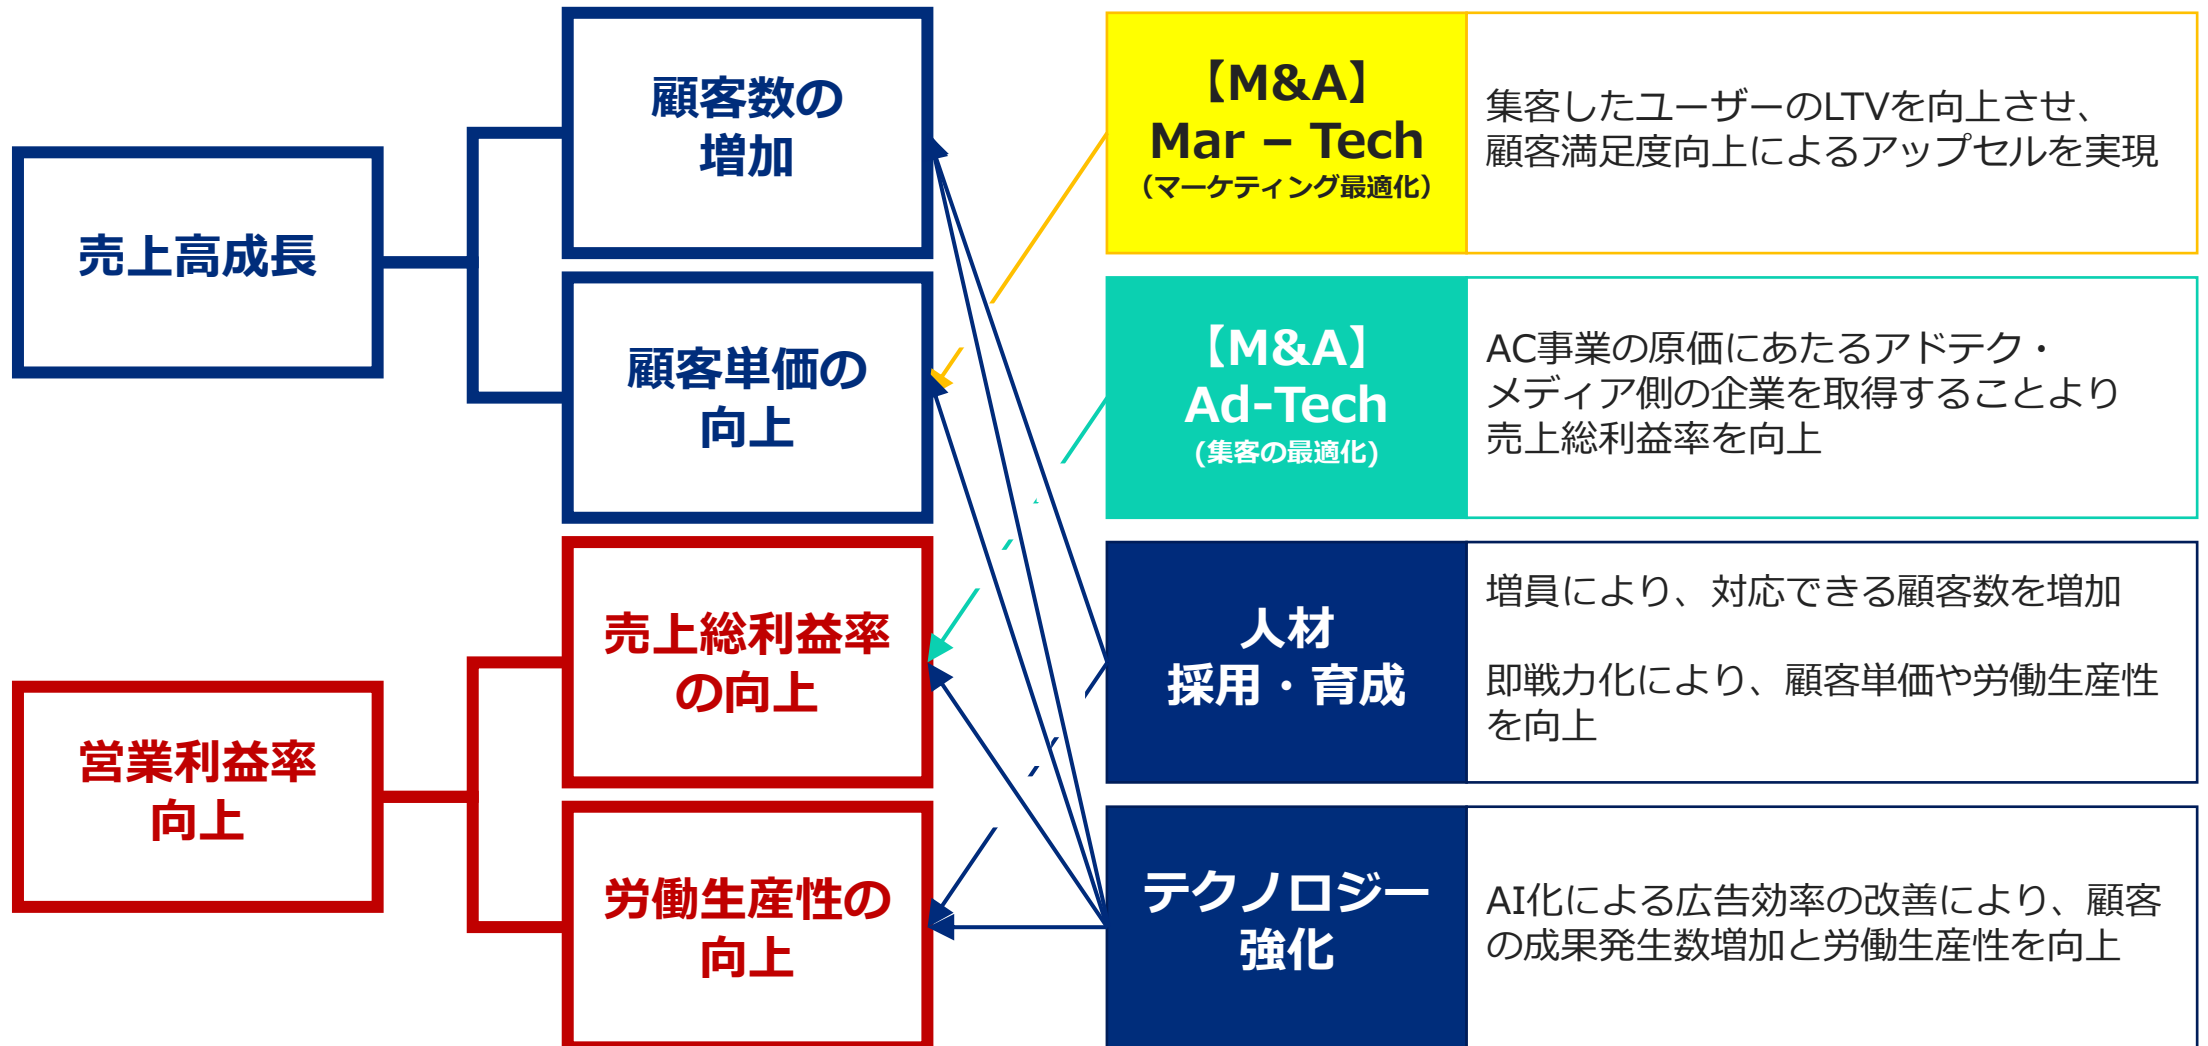 売上高成長
顧客数の
増加
顧客単価の
向上
営業利益率
向上
売上総利益率
の向上
労働生産性の
向上
【M&A】
Mar – Tech
（マーケティング最適化）
集客したユーザーのLTVを向上させ、
顧客満足度向上によるアップセルを実現
【M&A】
Ad-Tech
(集客の最適化)
AC事業の原価にあたるアドテク・
メディア側の企業を取得することより
売上総利益率を向上
人材
採用・育成
増員により、対応できる顧客数を増加
即戦力化により、顧客単価や労働生産性
を向上
テクノロジー
強化
AI化による広告効率の改善により、顧客
の成果発生数増加と労働生産性を向上